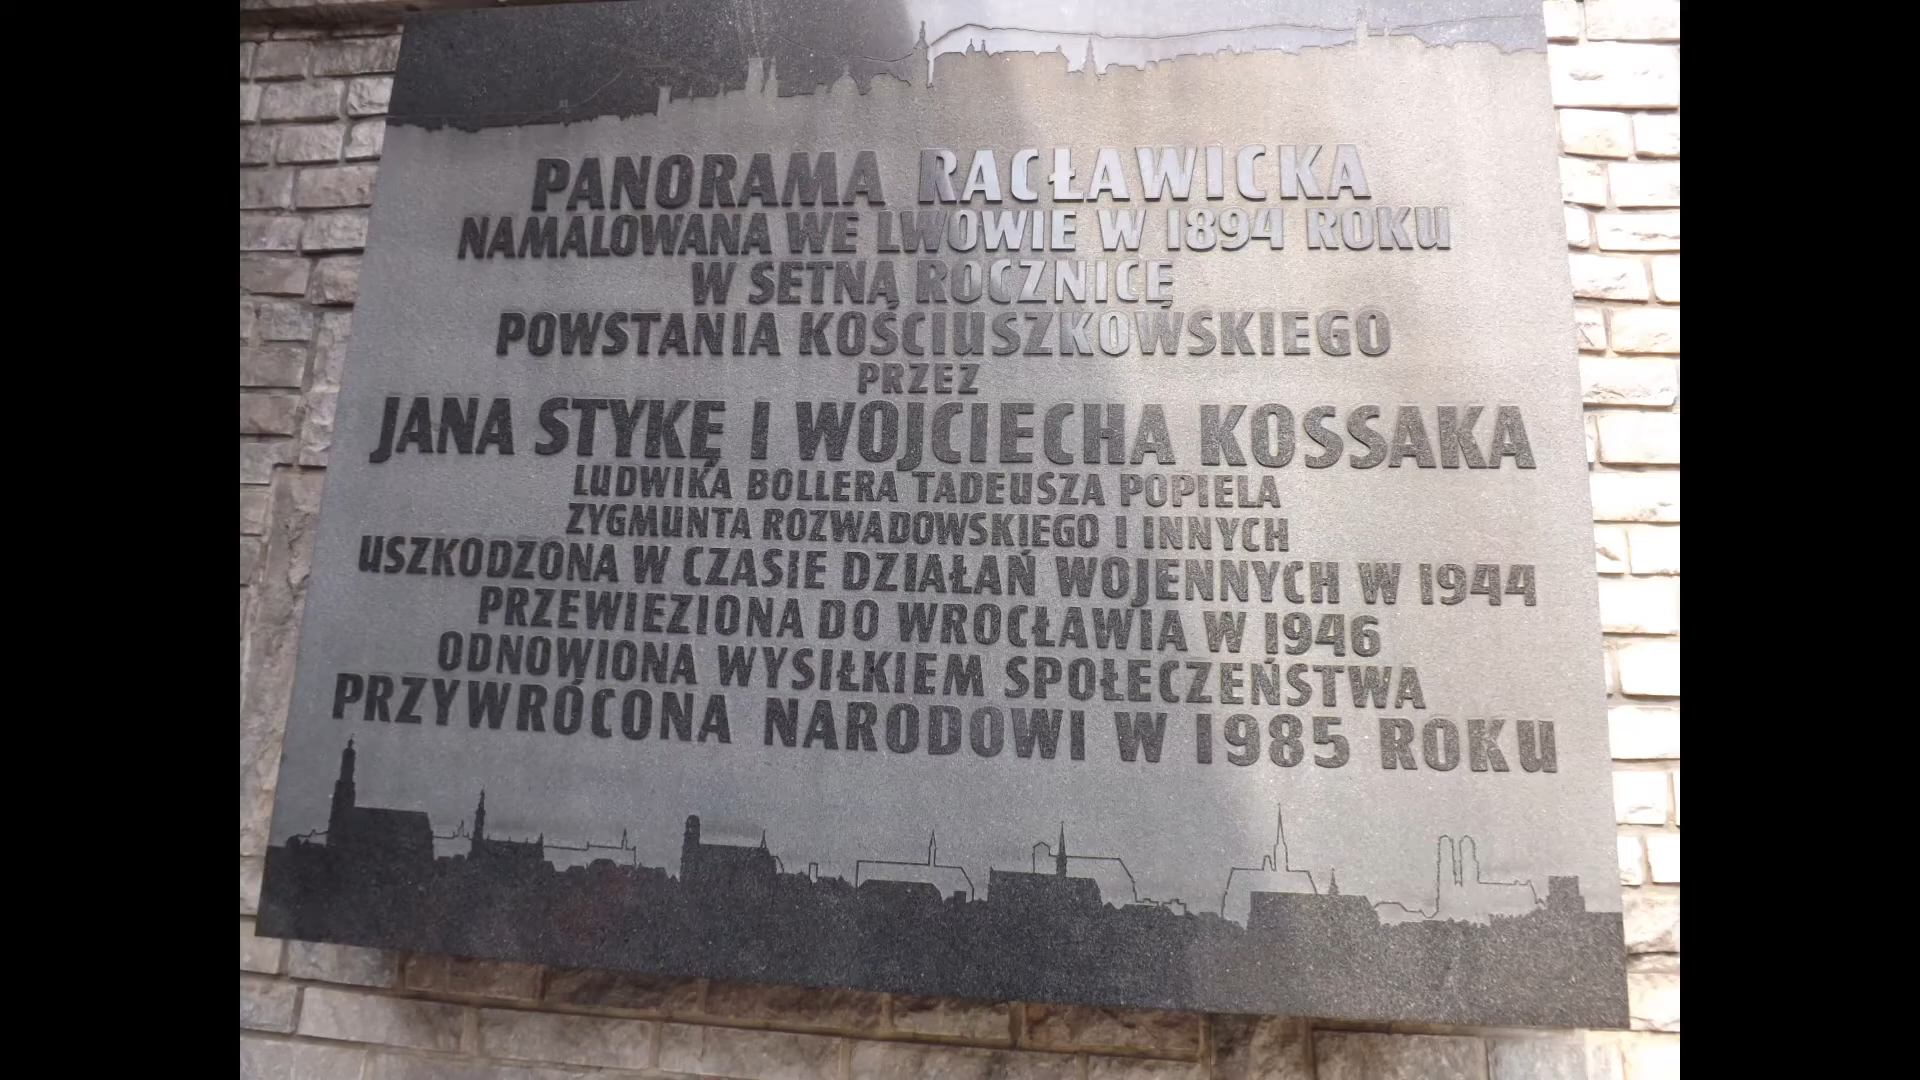 PANORAMA RACŁAWICKA
NAMALOWANA WE LWOWIE W 1894 ROKU
W SETNĄ ROCZNICĘ
POWSTANIA KOŚCIUSZKOWSKIEGO
PRZEZ
JANA STYKĘ I WOJCIECHA KOSSAKA
LUDWIKA BOLLERA TADEUSZA POPIELA
ZYGMUNTA ROZWADOWSKIEGO I INNYCH
USZKODZONA W CZASIE DZIAŁAŃ WOJENNYCH W 1944
PRZEWIEZIONA DO WROCŁAWIA W 1946
ODNOWIONA WYSIŁKIEM SPOŁECZEŃSTWA
PRZYWRÓCONA NARODOWI W 1985 ROKU